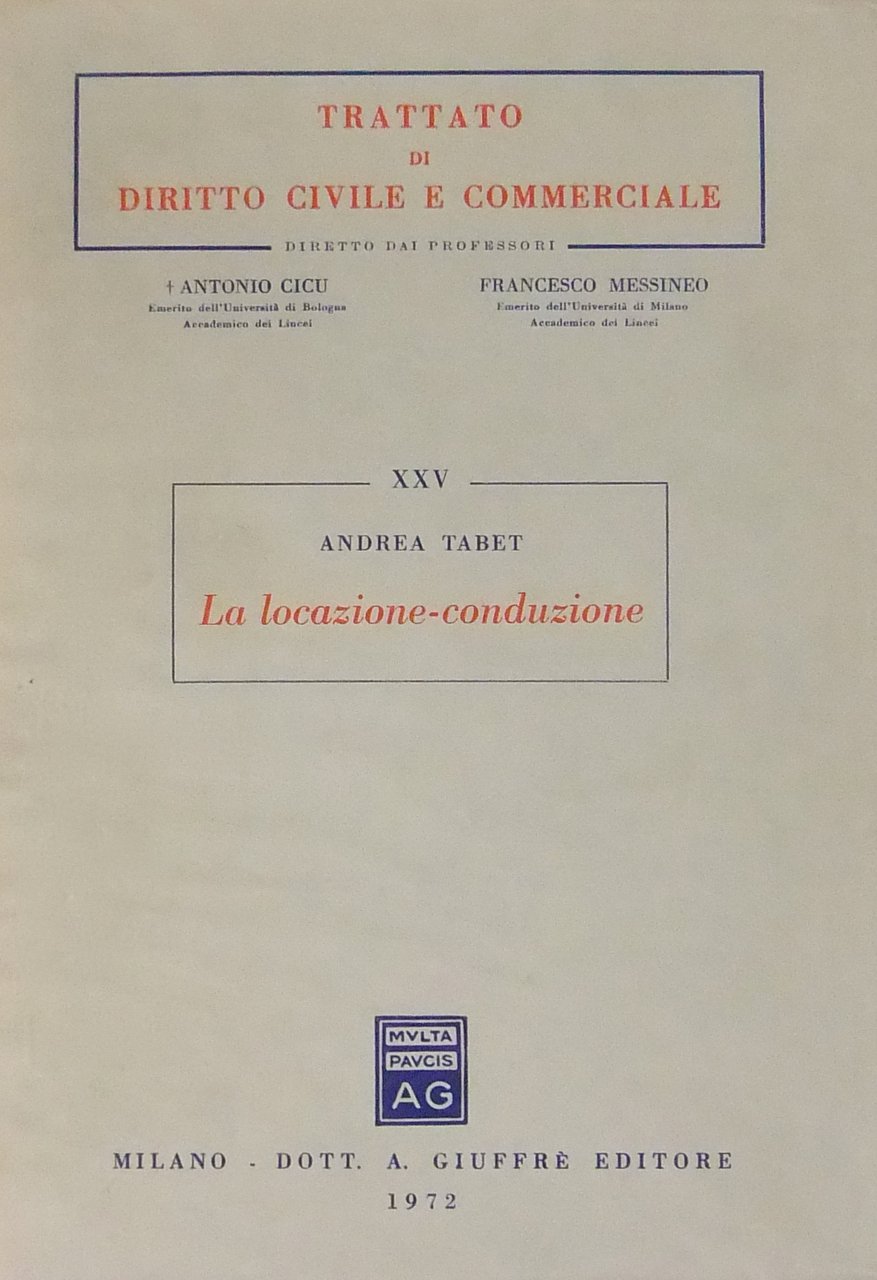 TRATTATO
DI
DIRITTO CIVILE E COMMERCIALE
DIRETTO DAI PROFESSORI
† ANTONIO CICU
Emerito dell'Università di Bologna
Accademico dei Lincei
FRANCESCO MESSINEO
Emerito dell'Università di Milano
Accademico dei Lincei
XXV
ANDREA TABET
La locazione-conduzione
MVLTA
PAVCIS
AG
MILANO - DOTT. A. GIUFFRÈ EDITORE
1972